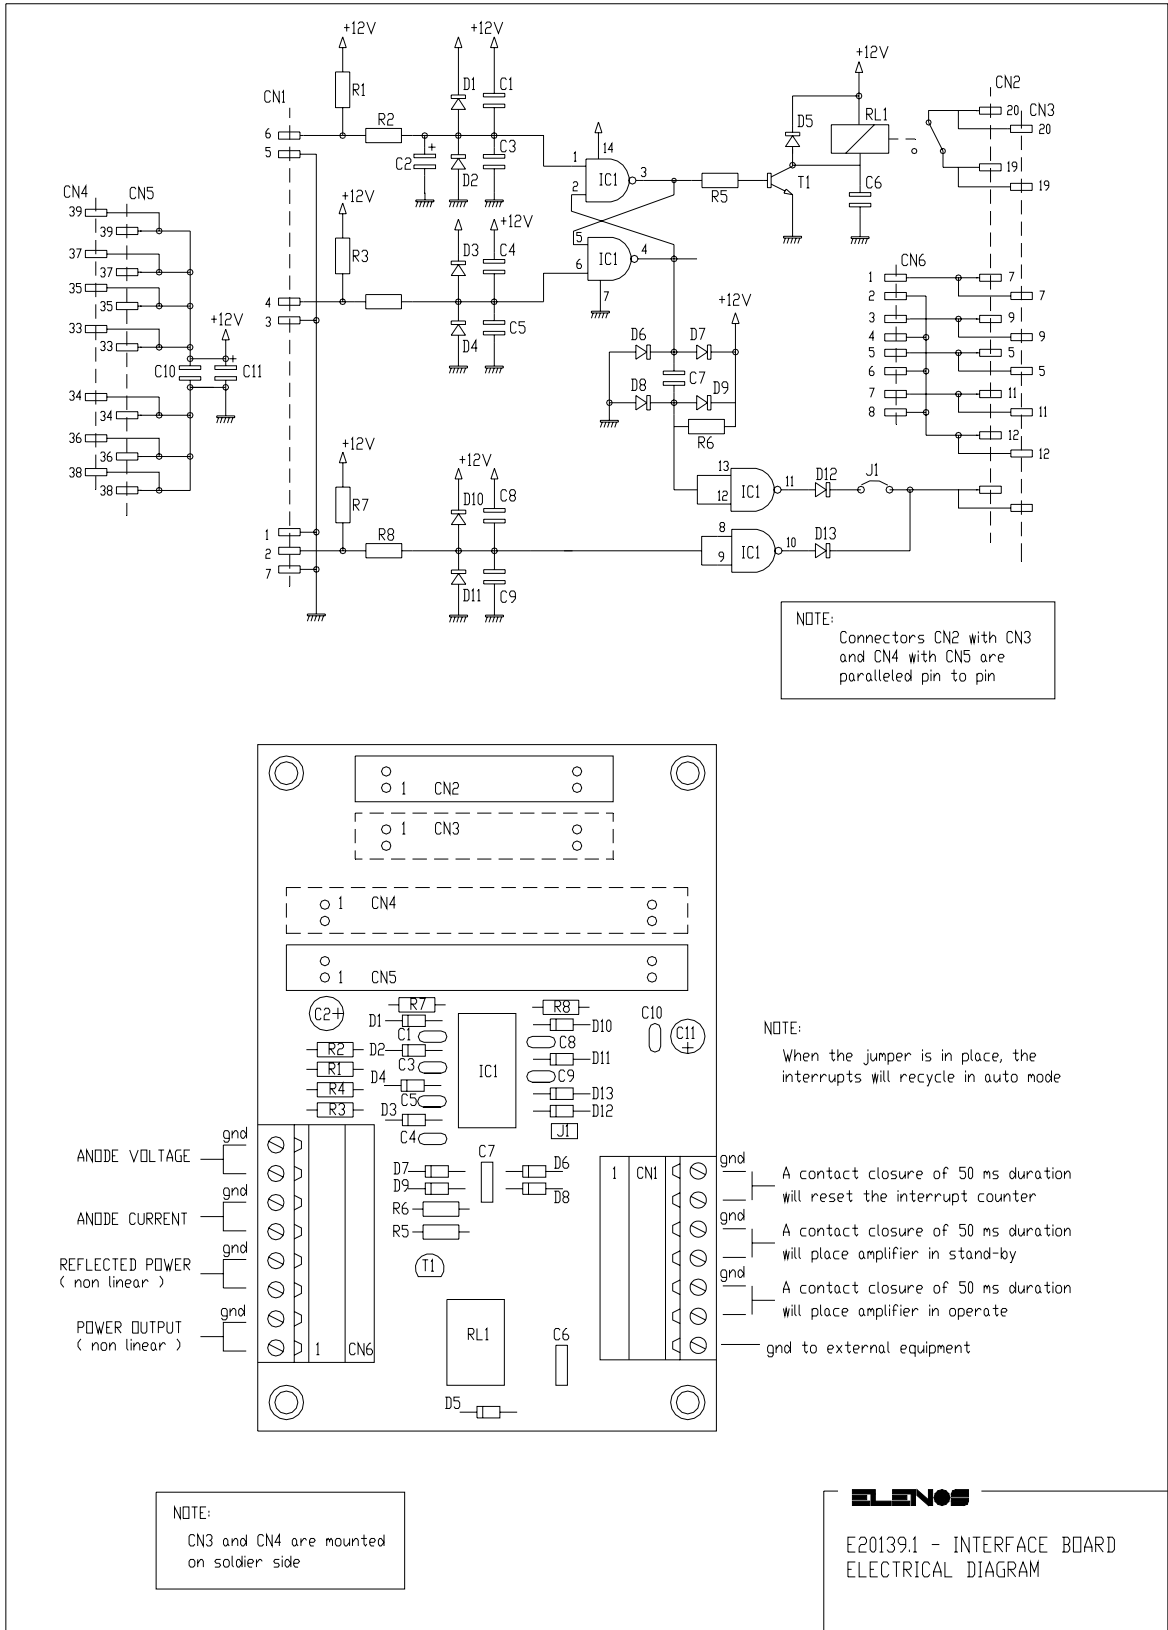 +12V
+12V
+12V
+12V
D1
C1
CN2
R1
CN1
RL1
20
CN3
R2
D5
20
6
+
C3
14
1
5
C2
3
IC1
D2
2
T1
19
CN4
CN5
R5
C6
19
39
+12V
+12V
39
D3
C4
5
4
IC1
R3
6
CN6
37
37
1
7
35
4
7
2
7
35
3
C5
+12V
3
9
33
+12V
D4
D6
D7
4
9
33
+
5
5
C10
C11
C7
D9
6
5
D8
7
11
34
8
11
34
R6
12
36
+12V
12
36
C8
13
38
D10
11
D12
J1
38
R7
12
IC1
R8
8
D13
1
10
2
9
IC1
7
D11
C9
NOTE:
Connectors CN2 with CN3
and CN4 with CN5 are
paralleled pin to pin
1
CN2
1
CN3
1
CN4
1
CN5
R7
R8
C2+
D1
D10
C10
C11
+
C1
C8
R2
D2
D11
R1
C3
IC1
C9
R4
D4
C5
D13
R3
D3
D12
C4
J1
NOTE:
When the jumper is in place, the
interrupts will recycle in auto mode
gnd
ANODE VOLTAGE
gnd
ANODE CURRENT
gnd
REFLECTED POWER
( non linear )
gnd
POWER OUTPUT
( non linear )
1
CN6
C7
D7
D6
D9
D8
R6
R5
T1
RL1
C6
D5
1
CN1
gnd
A contact closure of 50 ms duration
will reset the interrupt counter
gnd
A contact closure of 50 ms duration
will place amplifier in stand-by
gnd
A contact closure of 50 ms duration
will place amplifier in operate
gnd to external equipment
NOTE:
CN3 and CN4 are mounted
on soldier side
ELENOS
E20139.1 - INTERFACE BOARD
ELECTRICAL DIAGRAM